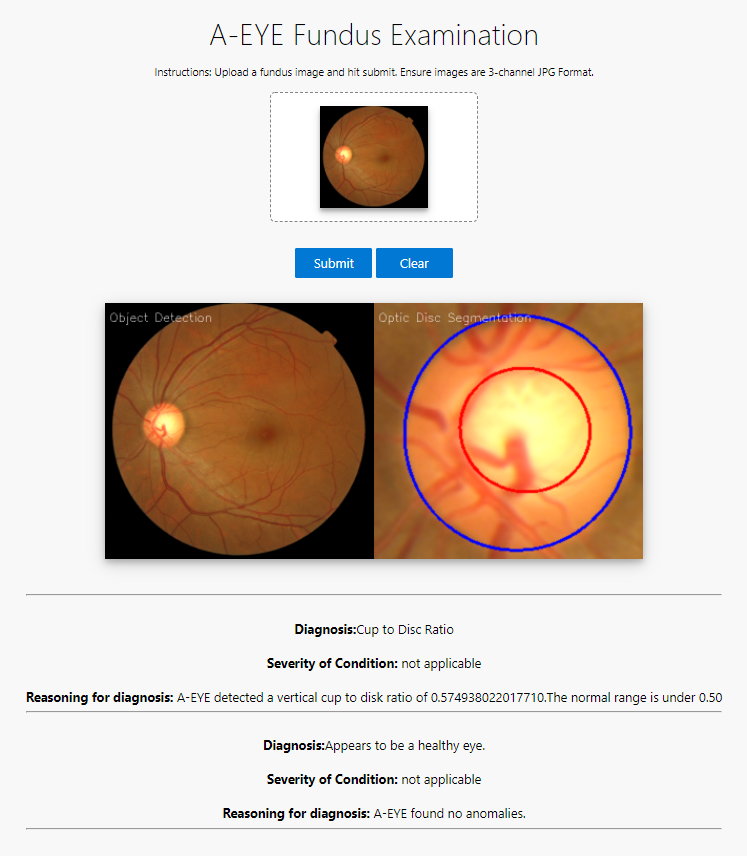 A-EYE Fundus Examination
Instructions: Upload a fundus image and hit submit. Ensure images are 3-channel JPG Format.
Submit Clear
Object Detection Optic Disc Segmentation
Diagnosis:Cup to Disc Ratio
Severity of Condition: not applicable
Reasoning for diagnosis: A-EYE detected a vertical cup to disk ratio of 0.574938022017710.The normal range is under 0.50
Diagnosis:Appears to be a healthy eye.
Severity of Condition: not applicable
Reasoning for diagnosis: A-EYE found no anomalies.